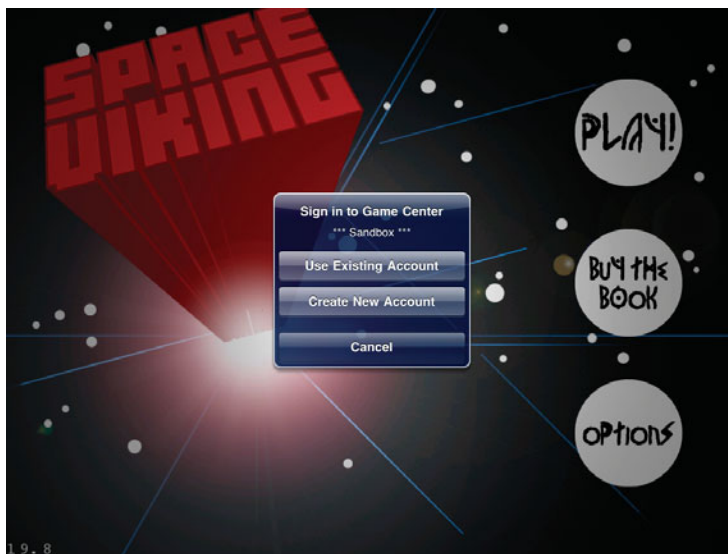 SPACE
VIKING
PLAY!
Sign in to Game Center
*** Sandbox ***
Use Existing Account
Create New Account
Cancel
BUY THE
BOOK
OPTIONS
19.8